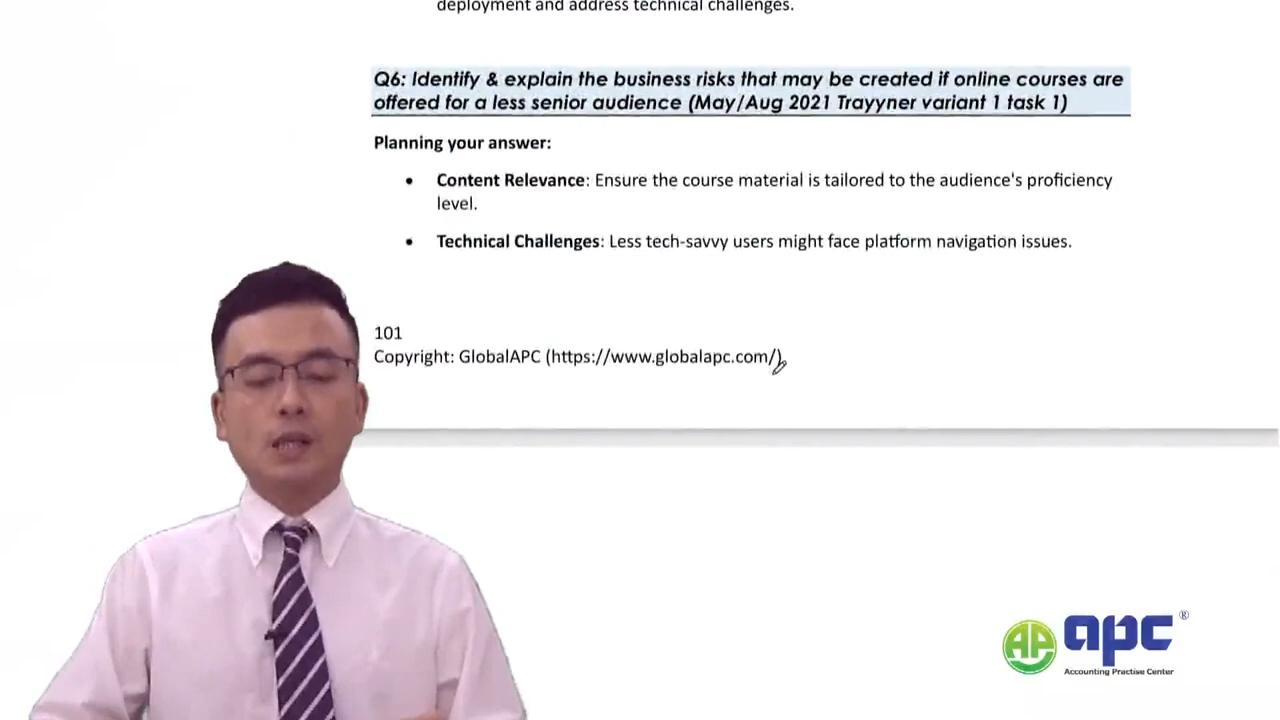 deployment and address technical challenges.
Q6: Identify & explain the business risks that may be created if online courses are
offered for a less senior audience (May/Aug 2021 Trayyner variant 1 task 1)
Planning your answer:
• Content Relevance: Ensure the course material is tailored to the audience's proficiency
level.
• Technical Challenges: Less tech-savvy users might face platform navigation issues.
101
Copyright: GlobalAPC (https://www.globalapc.com/)
AP apc ®
Accounting Practise Center